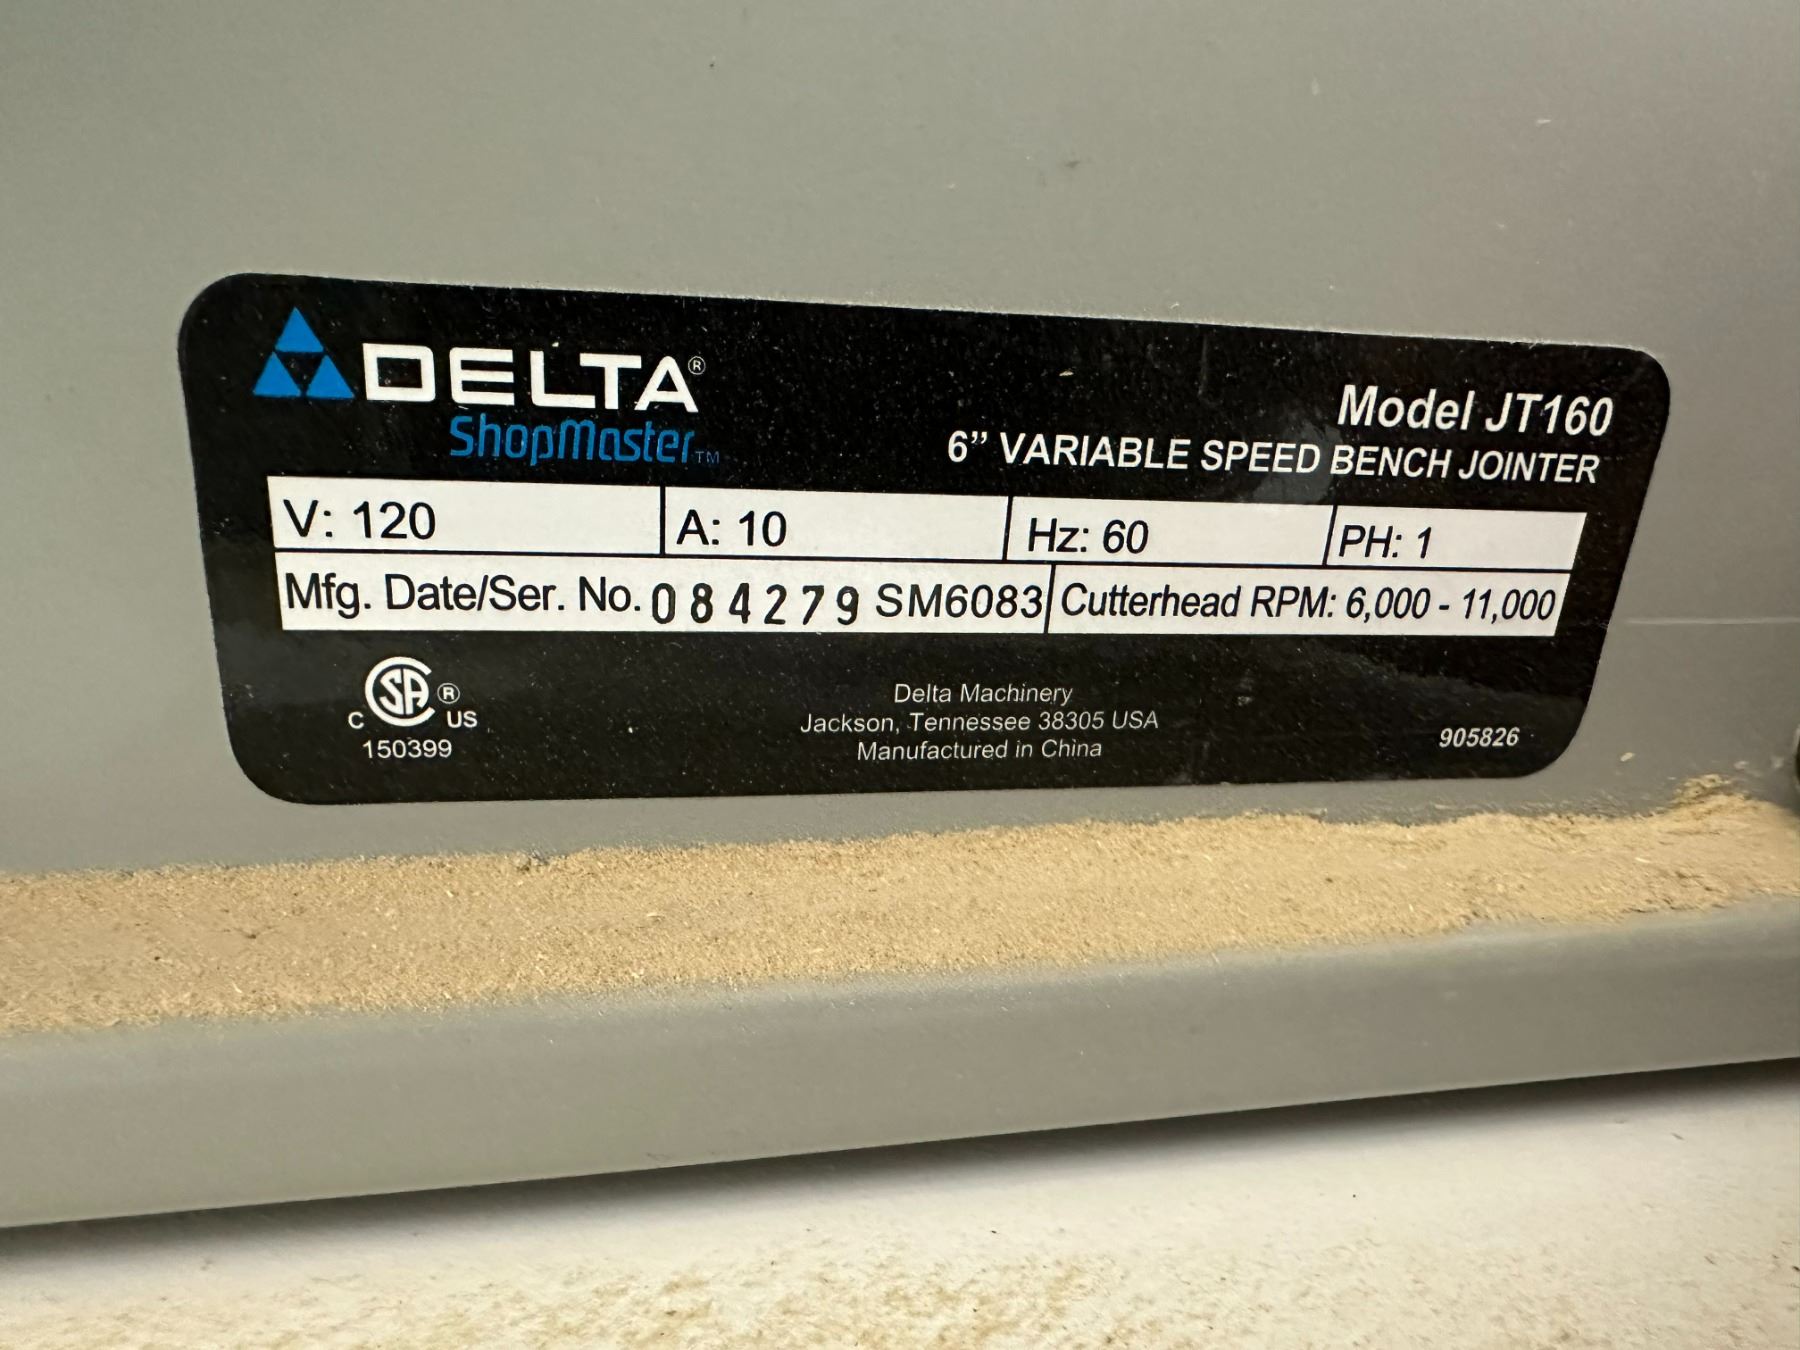 DELTA®
ShopMaster™
Model JT160
6” VARIABLE SPEED BENCH JOINTER
V: 120 A: 10 Hz: 60 PH: 1
Mfg. Date/Ser. No. 084279 SM6083 Cutterhead RPM: 6,000 - 11,000
CSA®
C US
150399
Delta Machinery
Jackson, Tennessee 38305 USA
Manufactured in China
905826